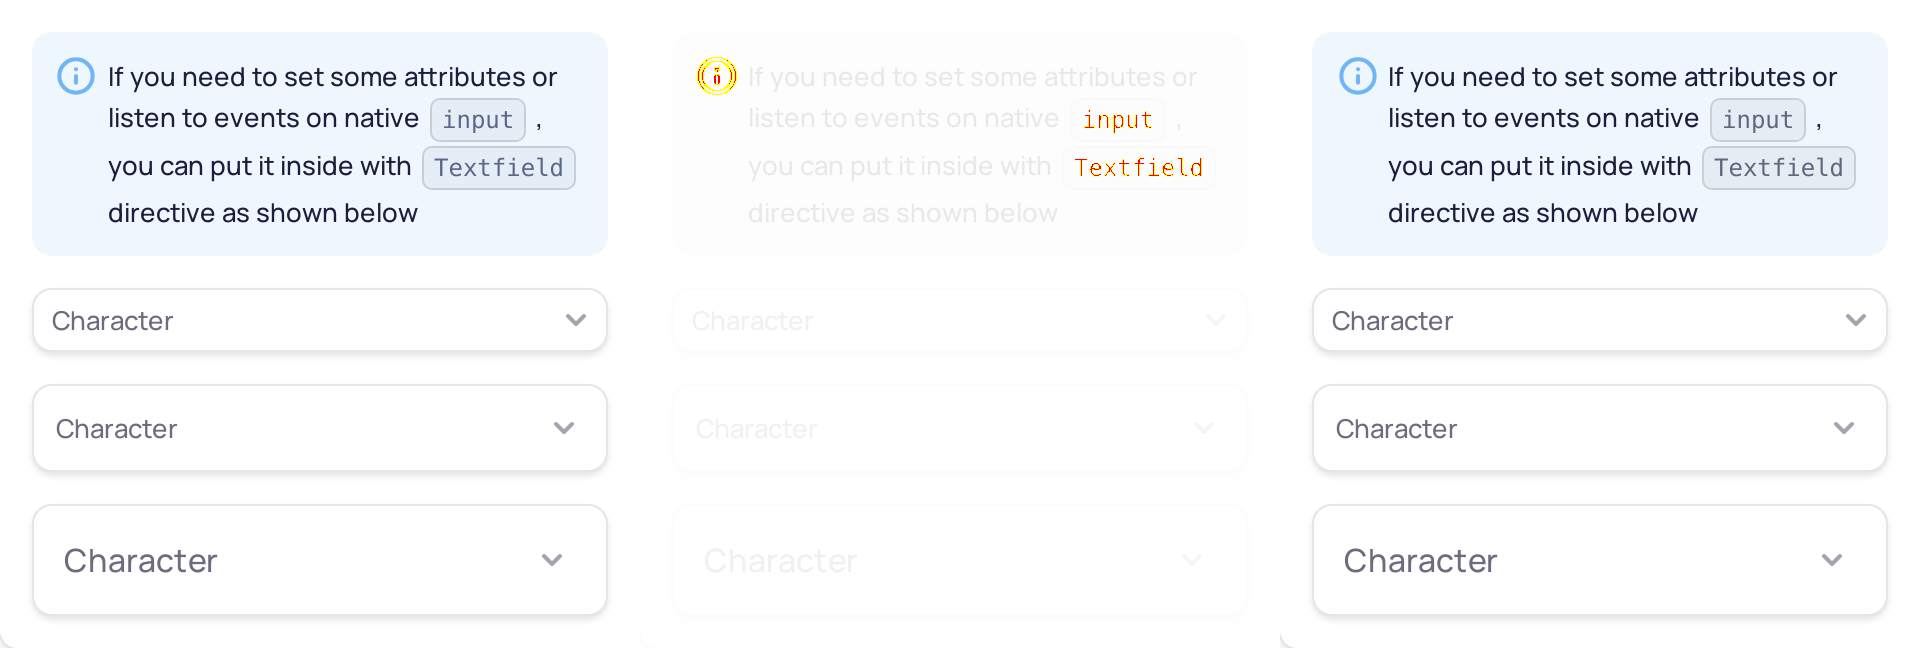 If you need to set some attributes or
listen to events on native input ,
you can put it inside with Textfield
directive as shown below
Character
Character
Character
If you need to set some attributes or
listen to events on native input ,
you can put it inside with Textfield
directive as shown below
Character
Character
Character
If you need to set some attributes or
listen to events on native input ,
you can put it inside with Textfield
directive as shown below
Character
Character
Character